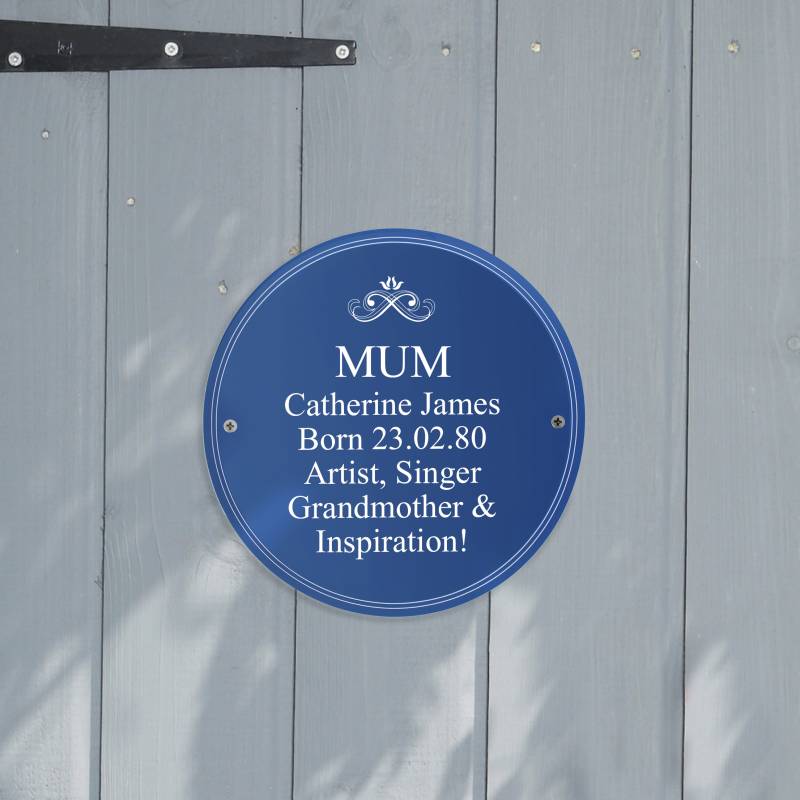 MUM
Catherine James
Born 23.02.80
Artist, Singer
Grandmother &
Inspiration!